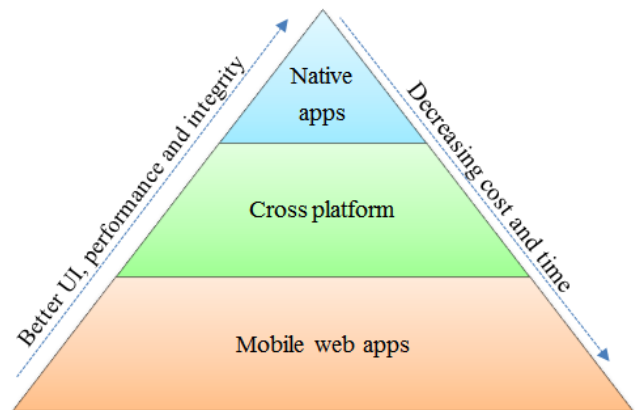 Native
apps
Cross platform
Mobile web apps
Better UI, performance and integrity
Decreasing cost and time